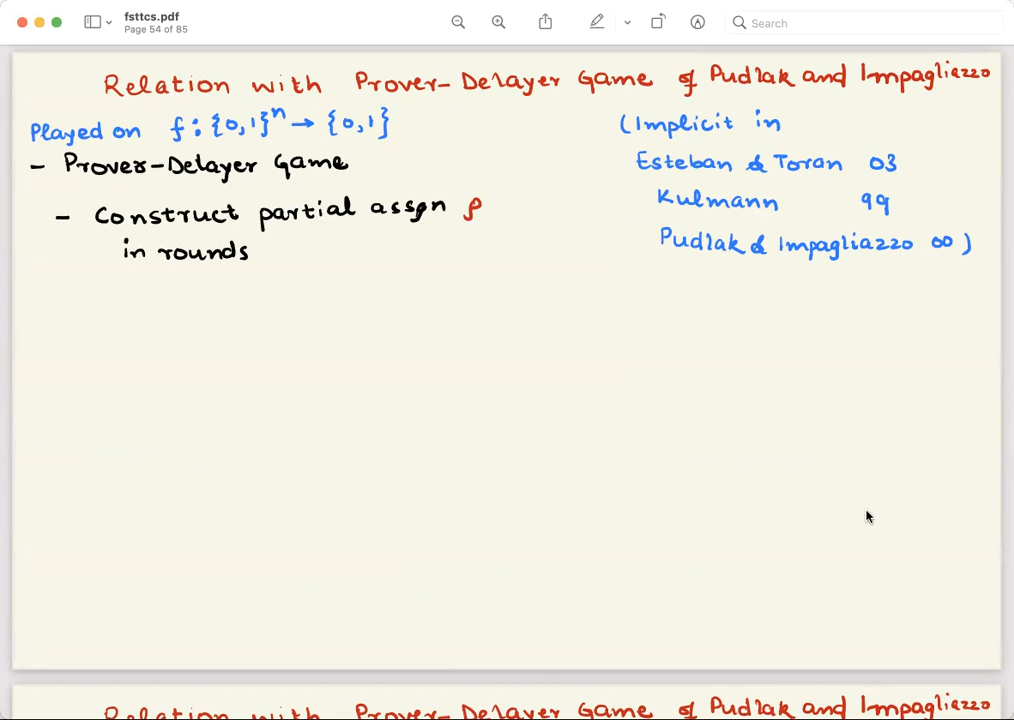 fsttcs.pdf
Page 54 of 85
Search
Relation with Prover-Delayer Game of Pudlak and Impagliazzo
Played on f: {0,1}^n → {0,1}
(Implicit in
- Prover-Delayer Game
Esteban & Toran 03
Kulmann 99
- Construct partial assgn ρ
in rounds
Pudlak & Impagliazzo 00)
Relation with Prover-Delayer Game of Pudlak and Impagliazzo